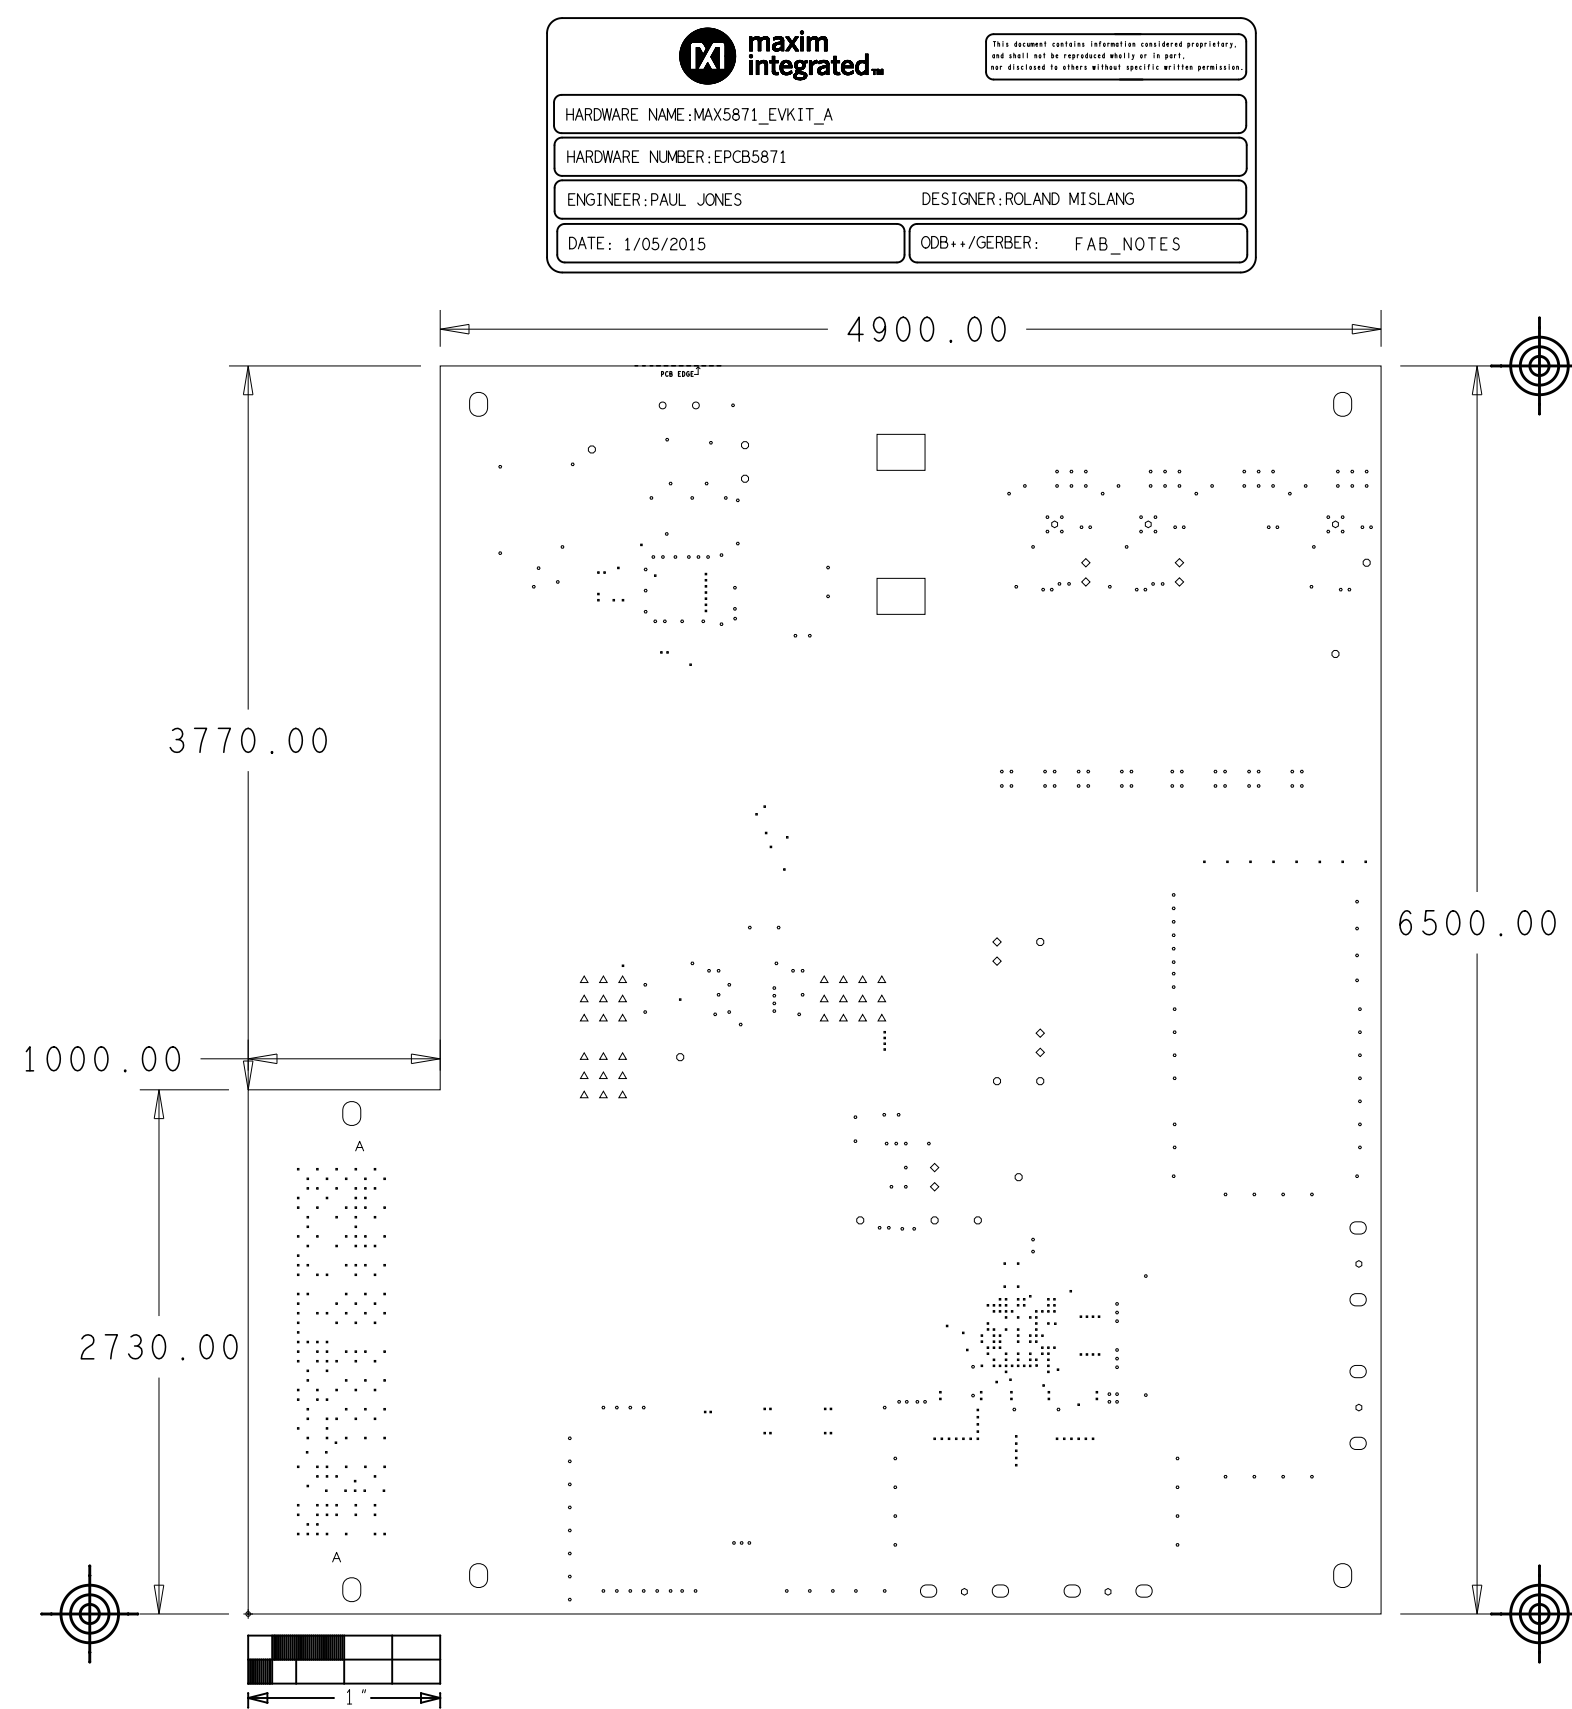 maxim
integrated™
This document contains information considered proprietary,
and shall not be reproduced wholly or in part,
nor disclosed to others without specific written permission.
HARDWARE NAME:MAX5871_EVKIT_A
HARDWARE NUMBER:EPCB5871
ENGINEER:PAUL JONES DESIGNER:ROLAND MISLANG
DATE: 1/05/2015 ODB++/GERBER: FAB_NOTES
4900.00
PCB EDGE
3770.00
6500.00
1000.00
A
2730.00
A
1"